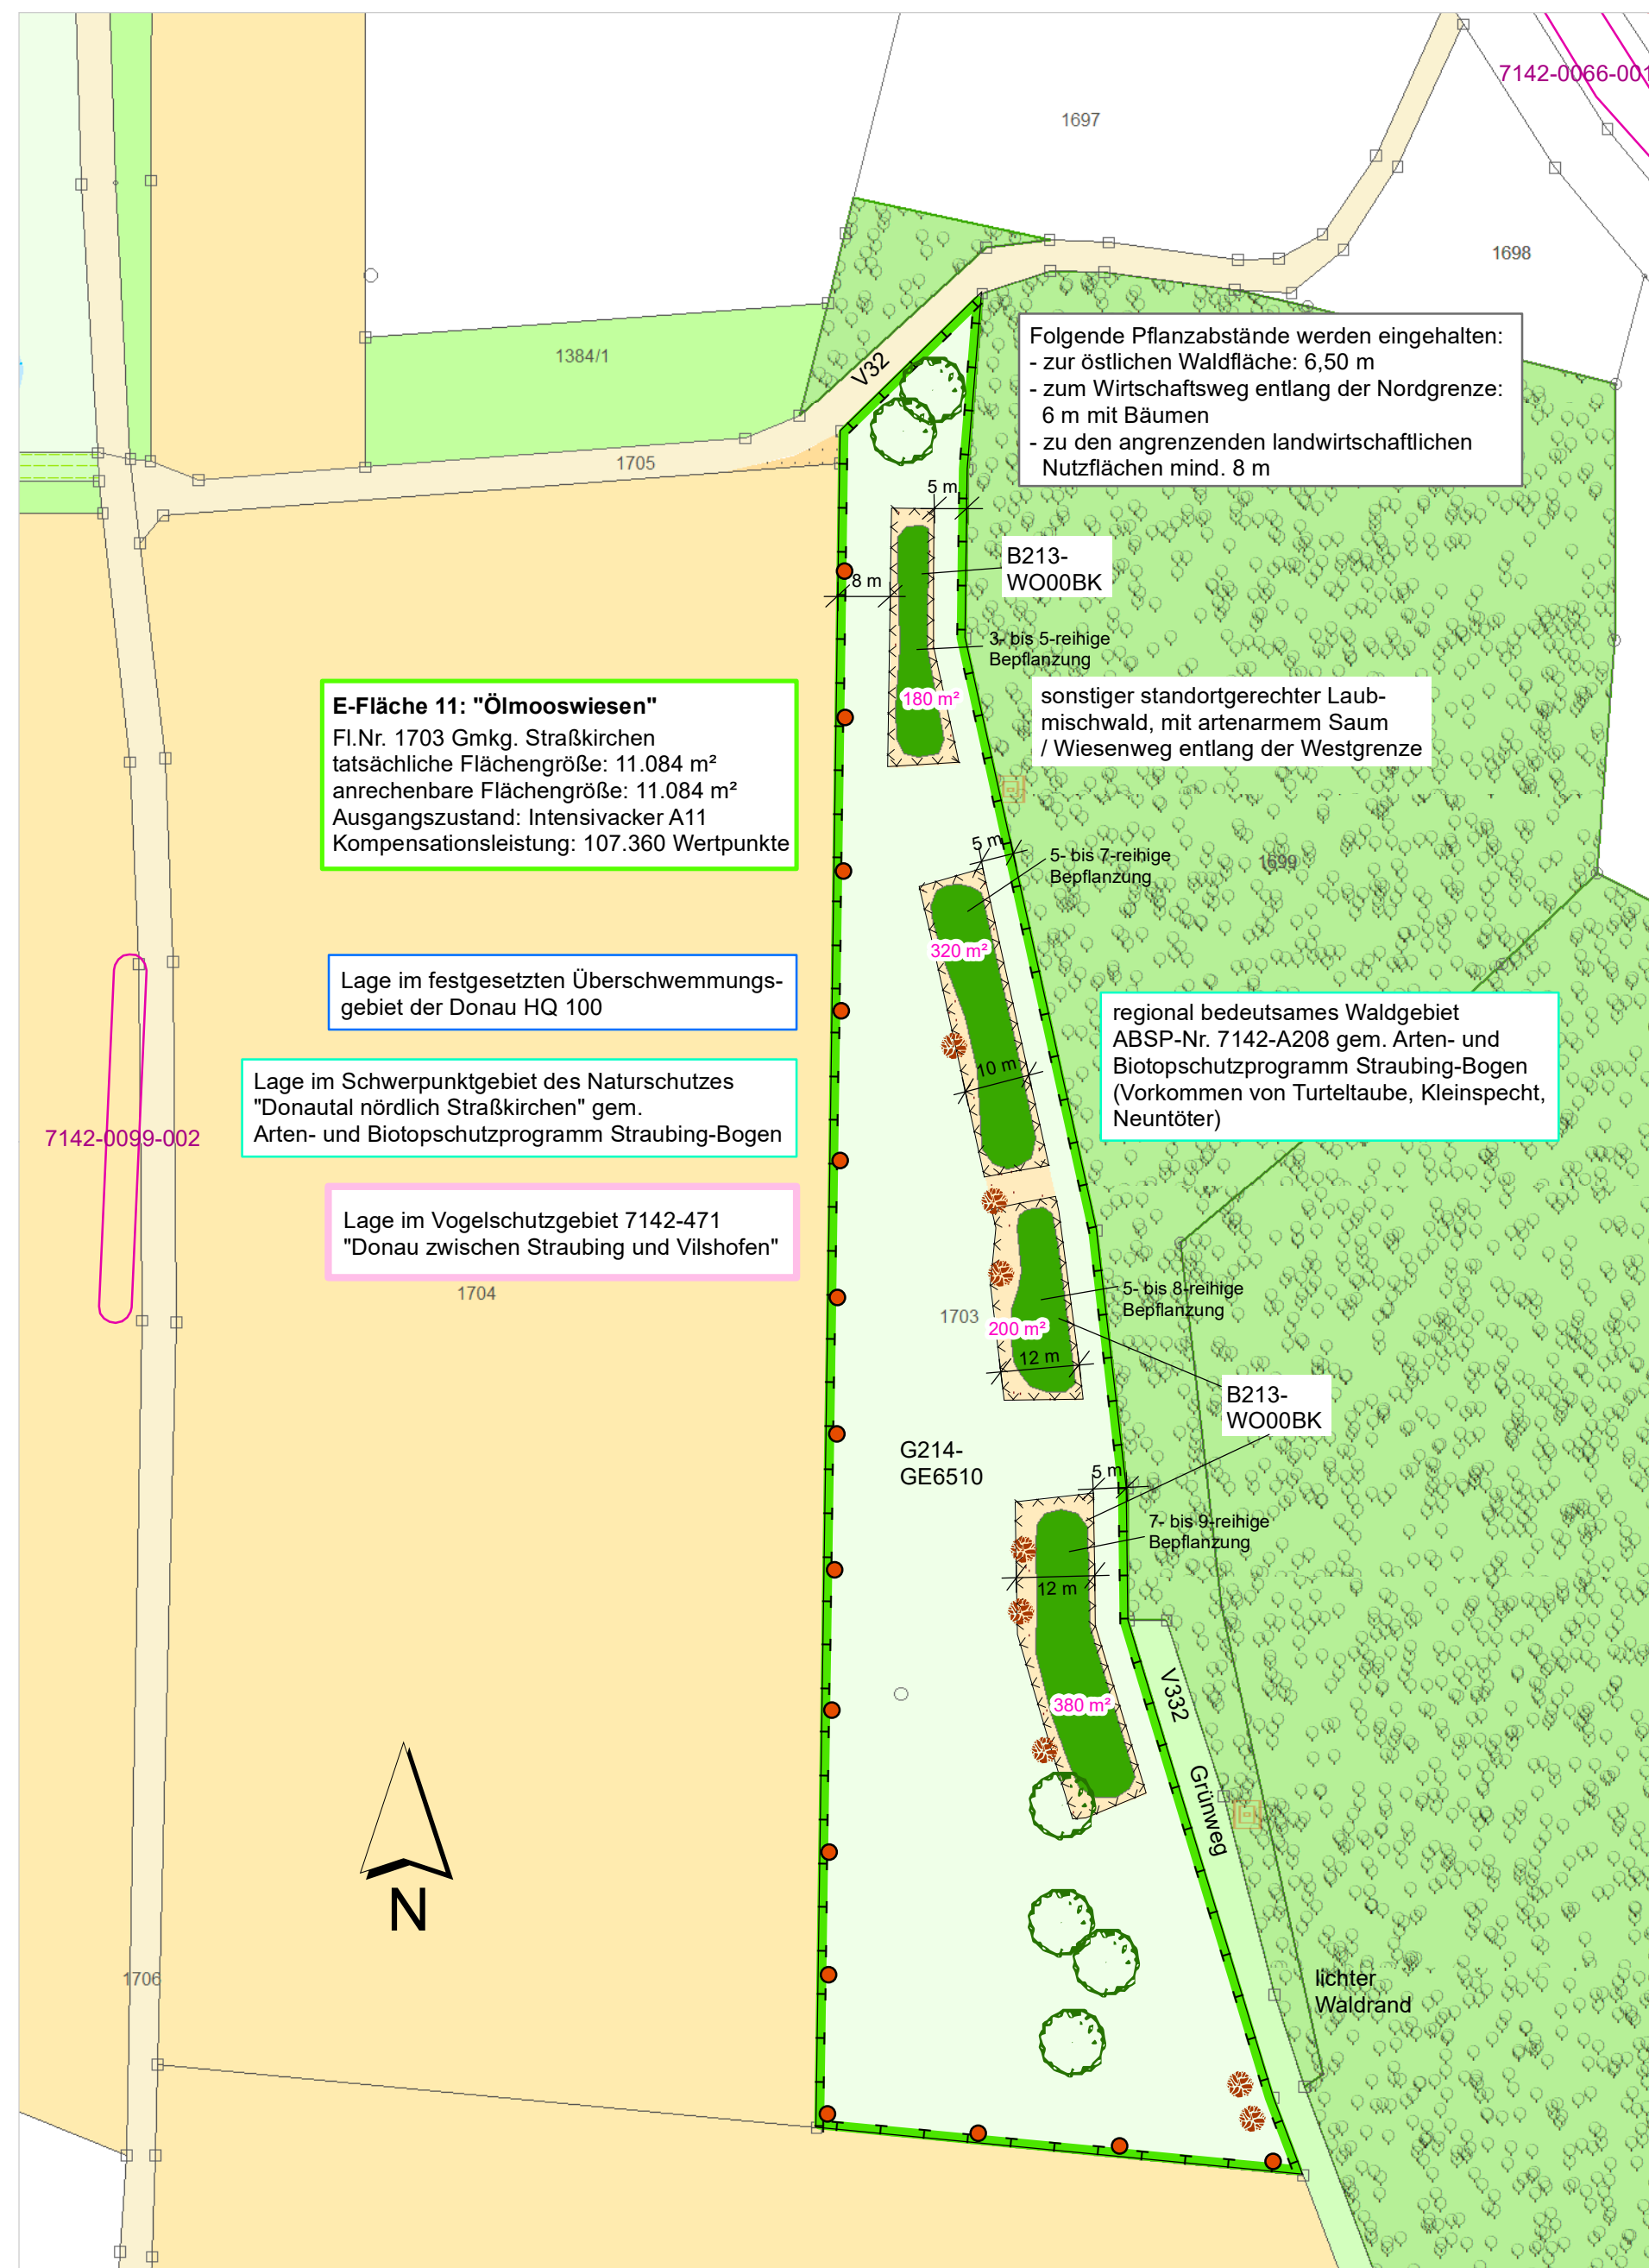 7142-0066-001
1697
1698
1384/1
V32
1705
Folgende Pflanzabstände werden eingehalten:
- zur östlichen Waldfläche: 6,50 m
- zum Wirtschaftsweg entlang der Nordgrenze:
6 m mit Bäumen
- zu den angrenzenden landwirtschaftlichen
Nutzflächen mind. 8 m
5 m
B213-
WO00BK
8 m
3- bis 5-reihige
Bepflanzung
180 m²
sonstiger standortgerechter Laub-
mischwald, mit artenarmem Saum
/ Wiesenweg entlang der Westgrenze
E-Fläche 11: "Ölmooswiesen"
Fl.Nr. 1703 Gmkg. Straßkirchen
tatsächliche Flächengröße: 11.084 m²
anrechenbare Flächengröße: 11.084 m²
Ausgangszustand: Intensivacker A11
Kompensationsleistung: 107.360 Wertpunkte
5 m
5- bis 7-reihige
Bepflanzung
1699
320 m²
Lage im festgesetzten Überschwemmungs-
gebiet der Donau HQ 100
regional bedeutsames Waldgebiet
ABSP-Nr. 7142-A208 gem. Arten- und
Biotopschutzprogramm Straubing-Bogen
(Vorkommen von Turteltaube, Kleinspecht,
Neuntöter)
10 m
Lage im Schwerpunktgebiet des Naturschutzes
"Donautal nördlich Straßkirchen" gem.
Arten- und Biotopschutzprogramm Straubing-Bogen
7142-0099-002
Lage im Vogelschutzgebiet 7142-471
"Donau zwischen Straubing und Vilshofen"
1704
5- bis 8-reihige
Bepflanzung
1703
200 m²
12 m
B213-
WO00BK
G214-
GE6510
5 m
7- bis 9-reihige
Bepflanzung
12 m
V332
380 m²
Grünweg
N
1706
lichter
Waldrand